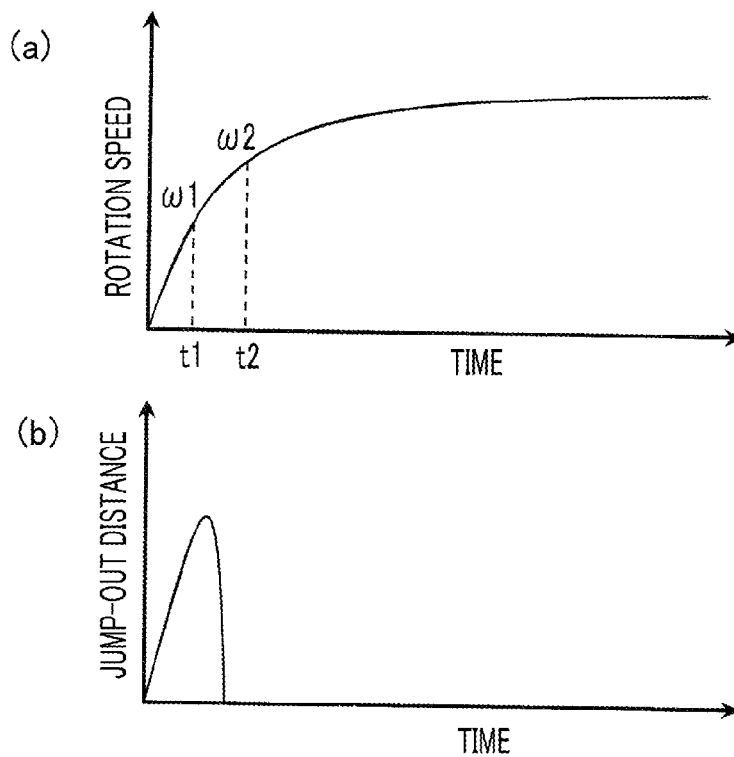 (a)
ROTATION SPEED
ω1
ω2
t1
t2
TIME
(b)
JUMP-OUT DISTANCE
TIME